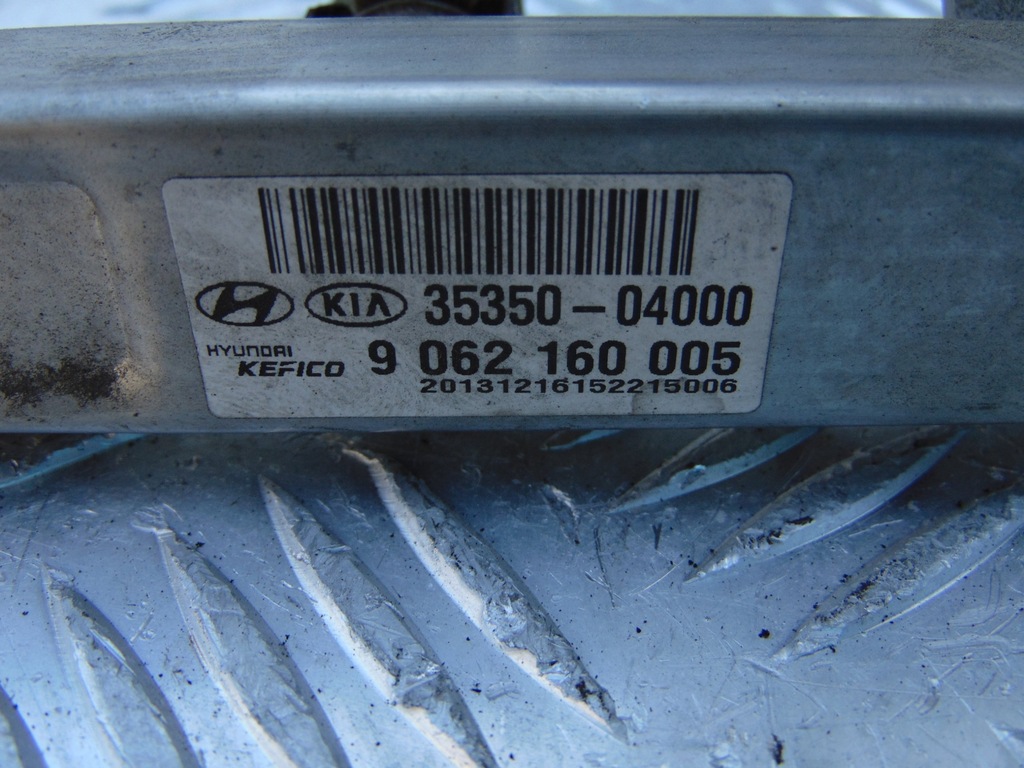 KIA 35350-04000
HYUNDAI
KEFICO 9 062 160 005
20131216152215006